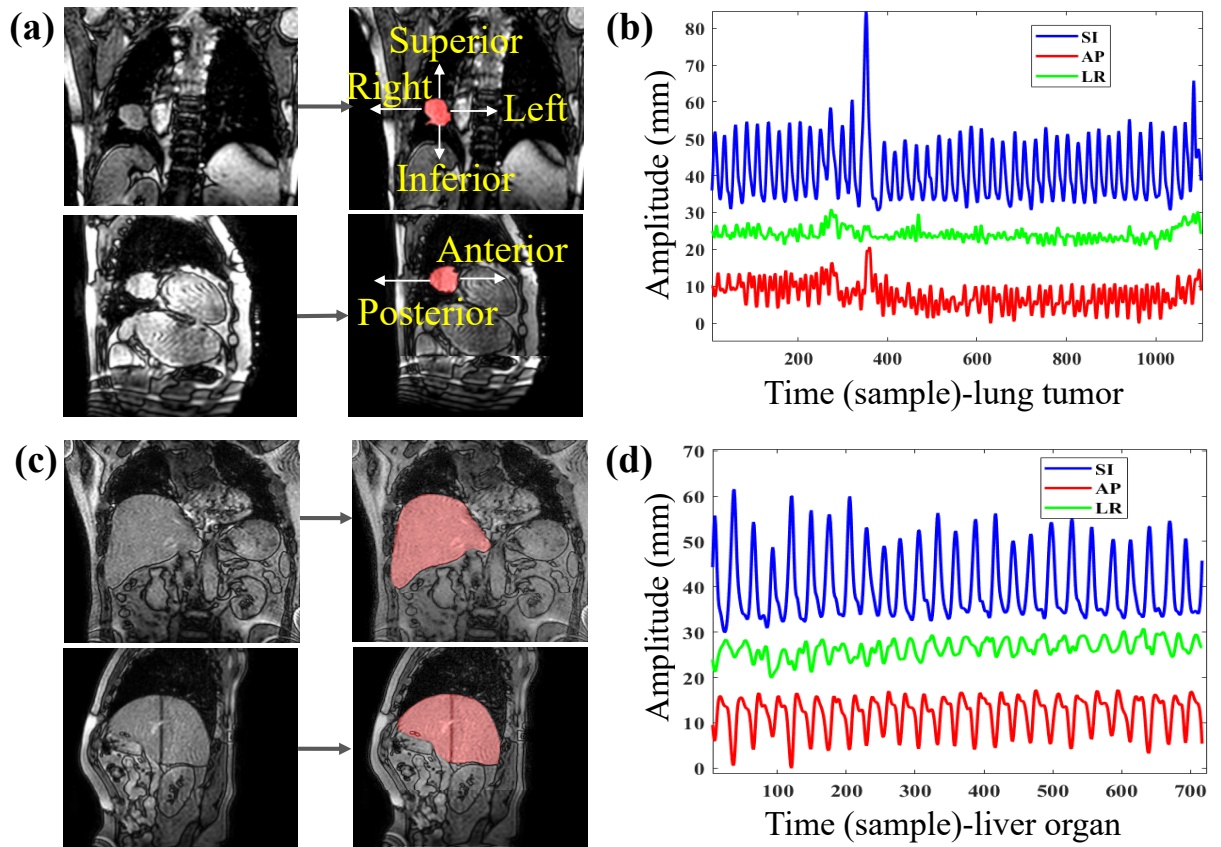 (a)
Superior
Right
Left
Inferior
Anterior
Posterior
(b)
80
70
60
50
40
30
20
10
0
Amplitude (mm)
SI
AP
LR
200
400
600
800
1000
Time (sample)-lung tumor
(c)
(d)
70
60
50
40
30
20
10
0
Amplitude (mm)
SI
AP
LR
100
200
300
400
500
600
700
Time (sample)-liver organ